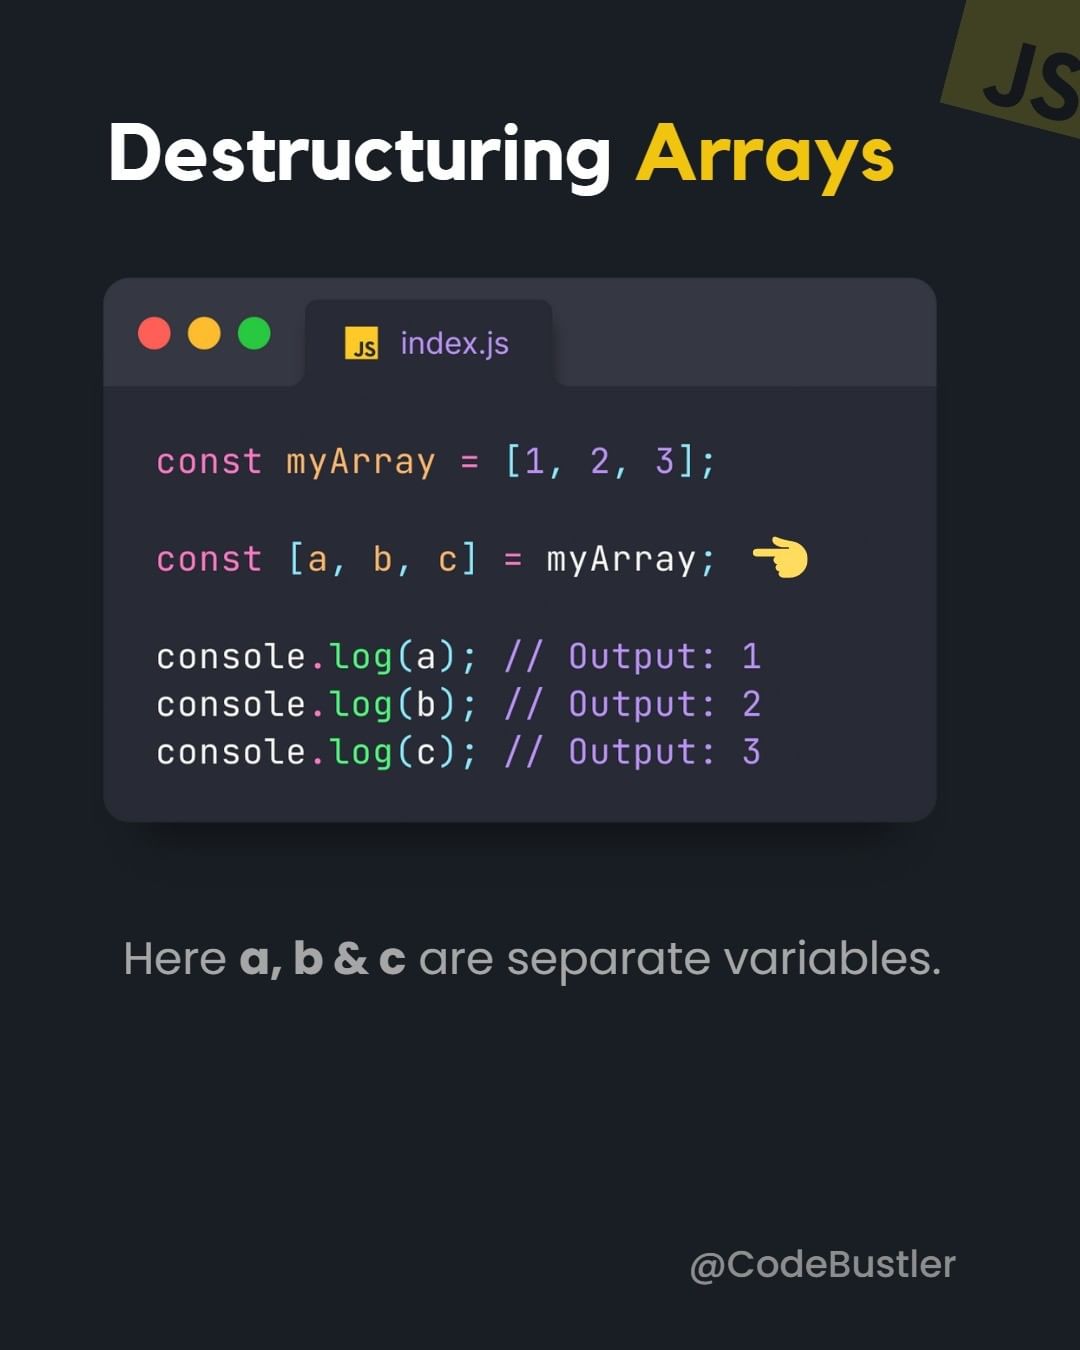 JS
Destructuring Arrays
JS index.js
const myArray = [1, 2, 3];
const [a, b, c] = myArray;
console.log(a); // Output: 1
console.log(b); // Output: 2
console.log(c); // Output: 3
Here a, b & c are separate variables.
@CodeBustler